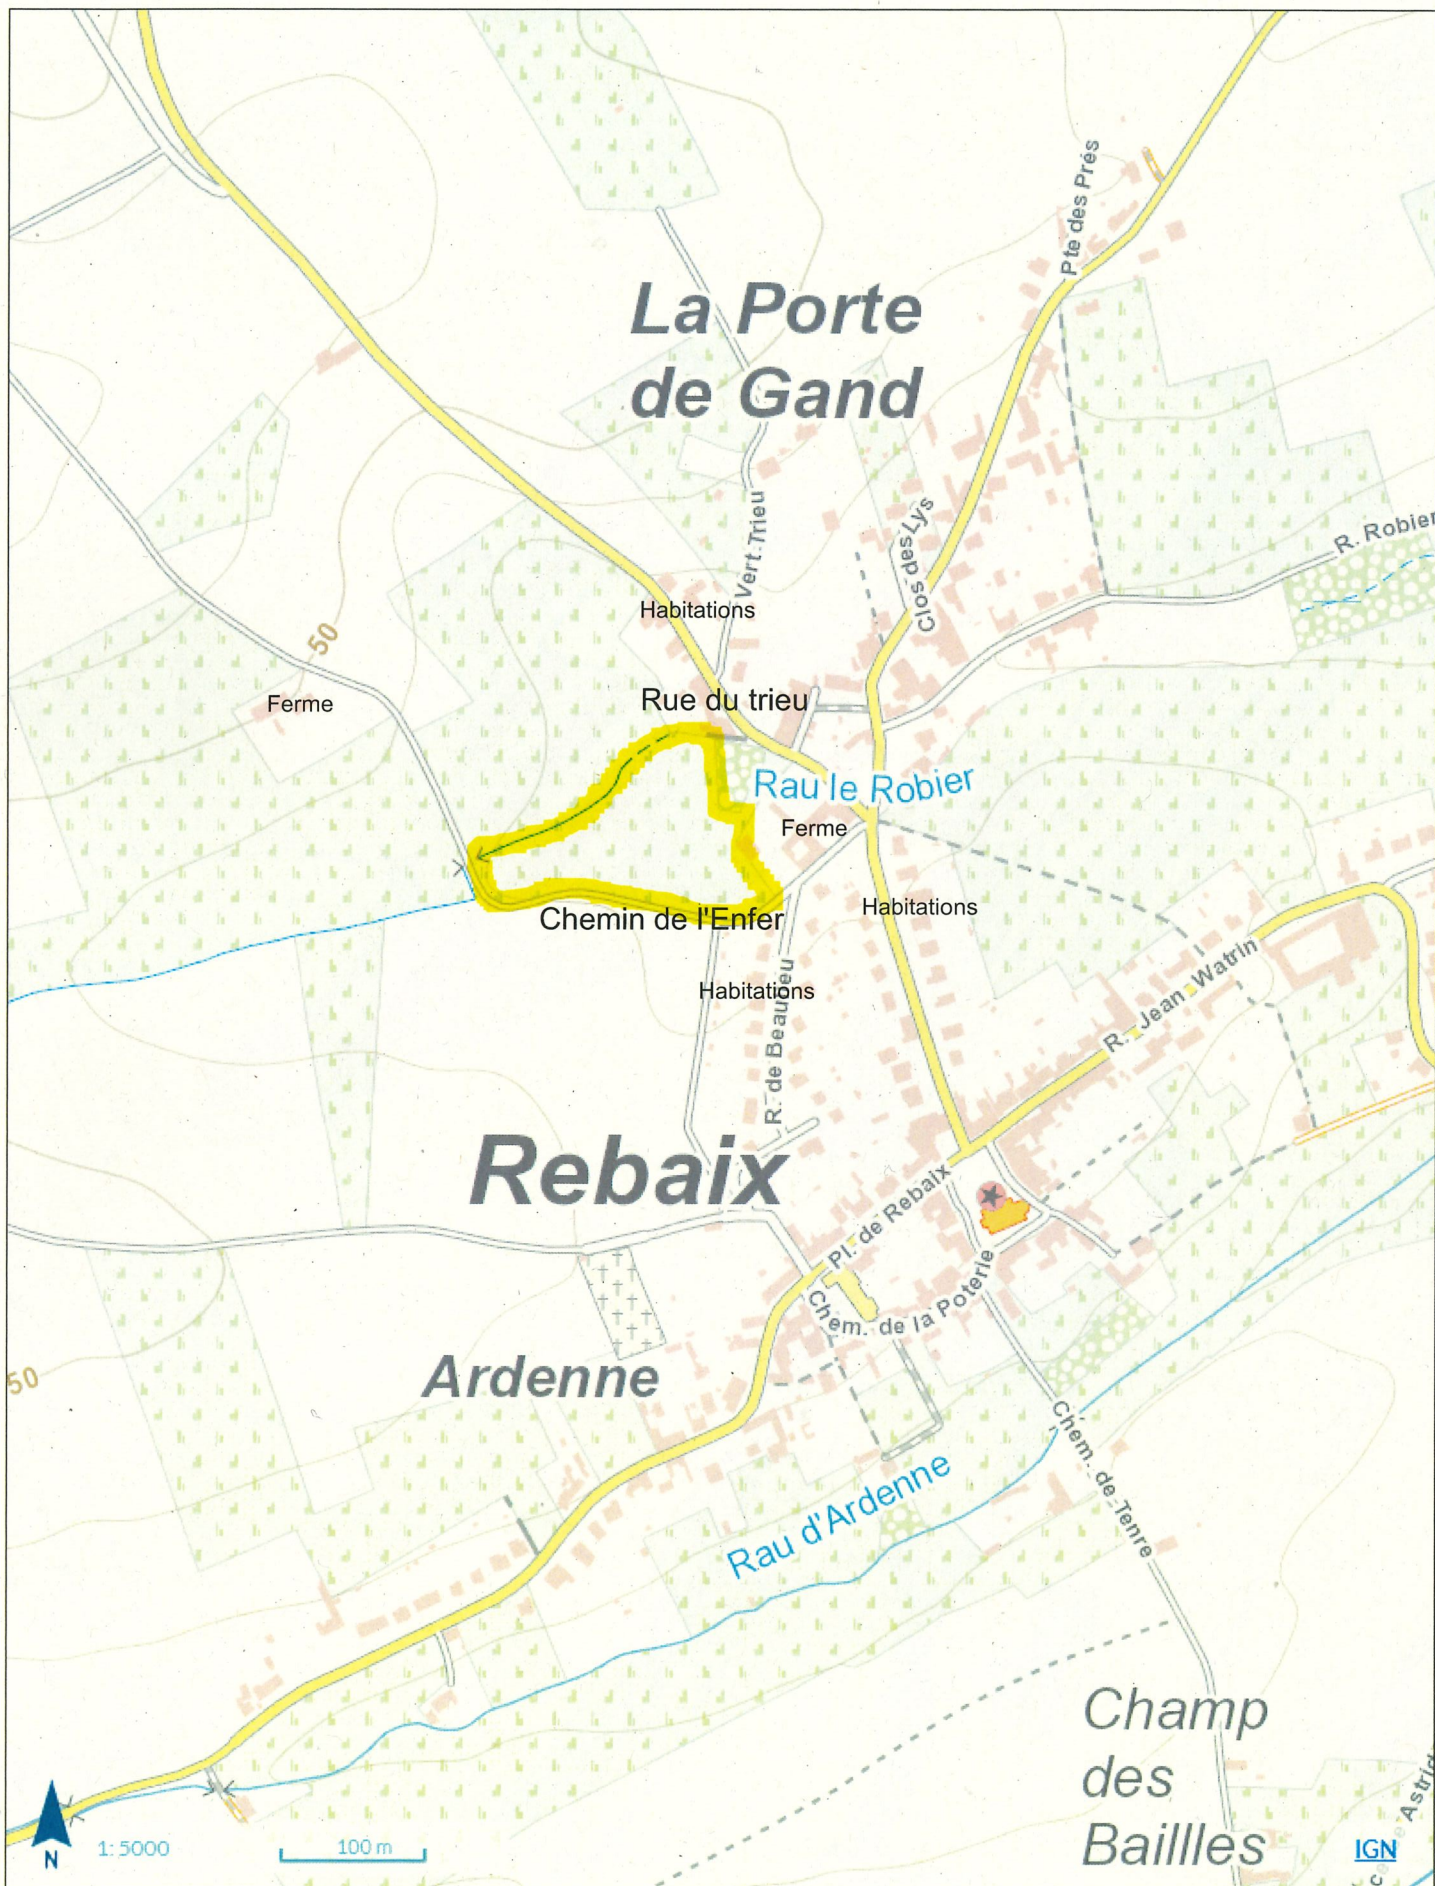 Pte des Prés
La Porte
de Gand
Vert Trieu
Clos des Lys
R. Robier
Habitations
50
Ferme
Rue du trieu
Rau le Robier
Ferme
Chemin de l'Enfer
Habitations
Habitations
R. de Beaulieu
R. Jean Watrin
Rebaix
Pl. de Rebaix
Chem. de la Poterie
50
Ardenne
Chem. de Tenre
Rau d'Ardenne
Champ
des
Baillles
Astrid
N
1: 5000
100 m
IGN